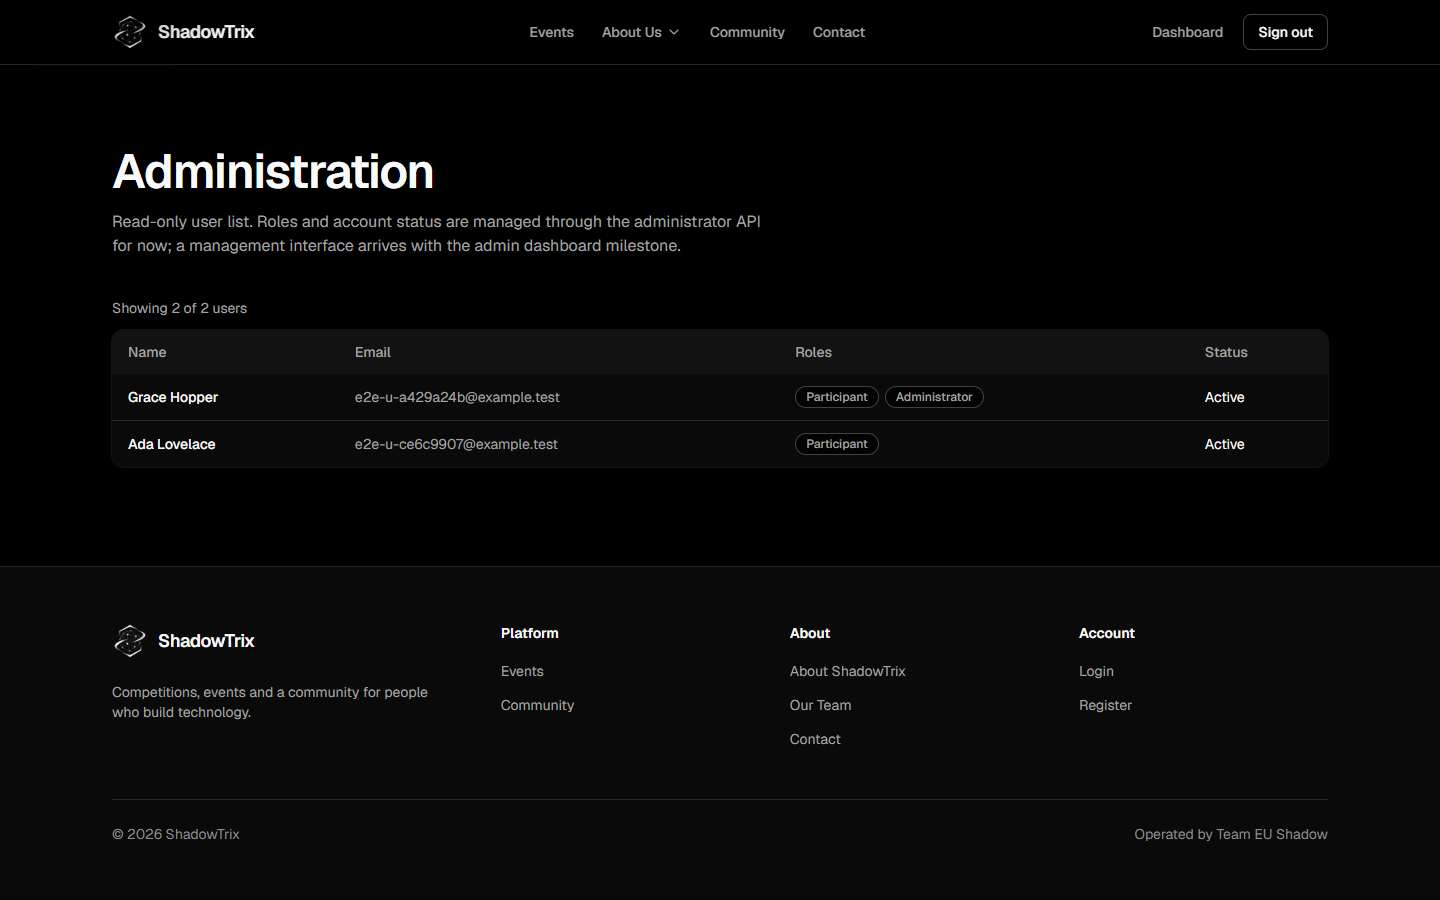 ShadowTrix
Events
About Us
Community
Contact
Dashboard
Sign out
Administration
Read-only user list. Roles and account status are managed through the administrator API
for now; a management interface arrives with the admin dashboard milestone.
Showing 2 of 2 users
Name Email Roles Status
Grace Hopper e2e-u-a429a24b@example.test Participant Administrator Active
Ada Lovelace e2e-u-ce6c9907@example.test Participant Active
ShadowTrix
Competitions, events and a community for people
who build technology.
Platform
Events
Community
About
About ShadowTrix
Our Team
Contact
Account
Login
Register
© 2026 ShadowTrix
Operated by Team EU Shadow